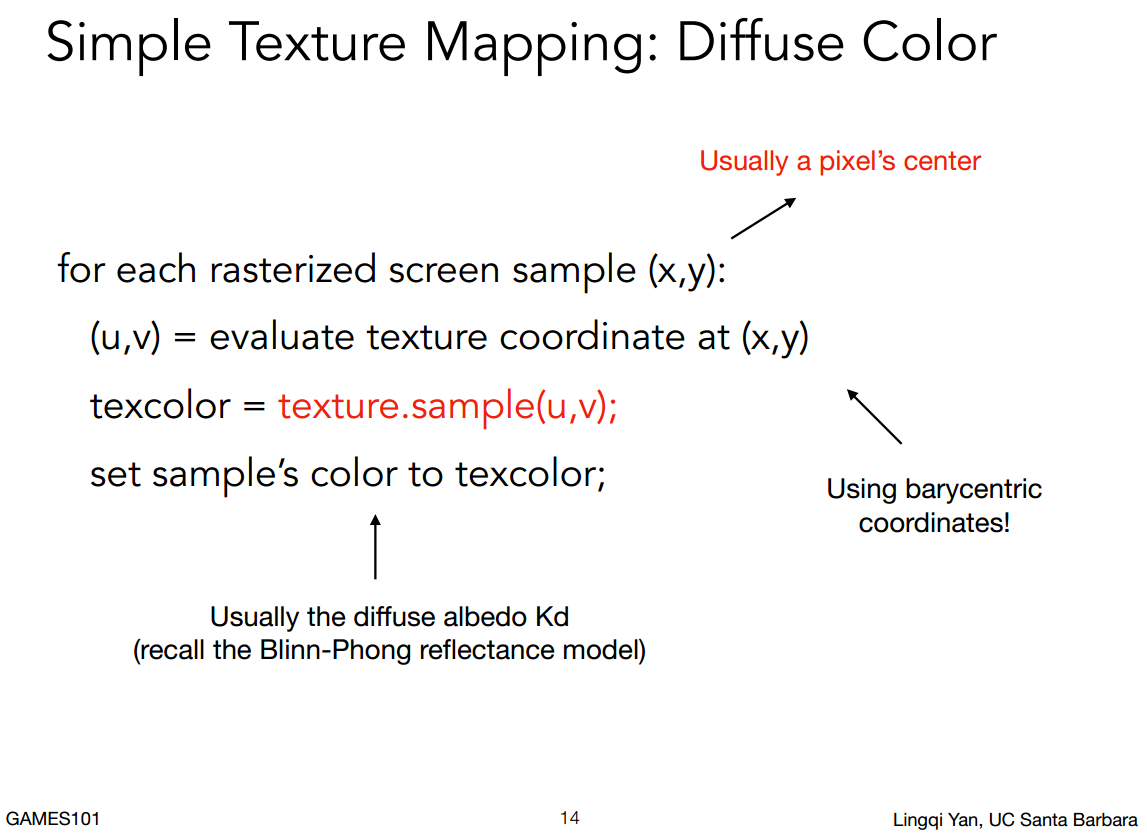 Simple Texture Mapping: Diffuse Color
Usually a pixel’s center
for each rasterized screen sample (x,y):
(u,v) = evaluate texture coordinate at (x,y)
texcolor = texture.sample(u,v);
set sample’s color to texcolor;
Using barycentric
coordinates!
Usually the diffuse albedo Kd
(recall the Blinn-Phong reflectance model)
GAMES101
14
Lingqi Yan, UC Santa Barbara